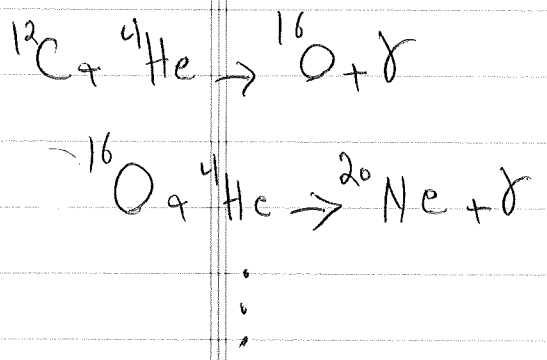 ¹²C + ⁴He → ¹⁶O + γ
¹⁶O + ⁴He → ²⁰Ne + γ
⋮